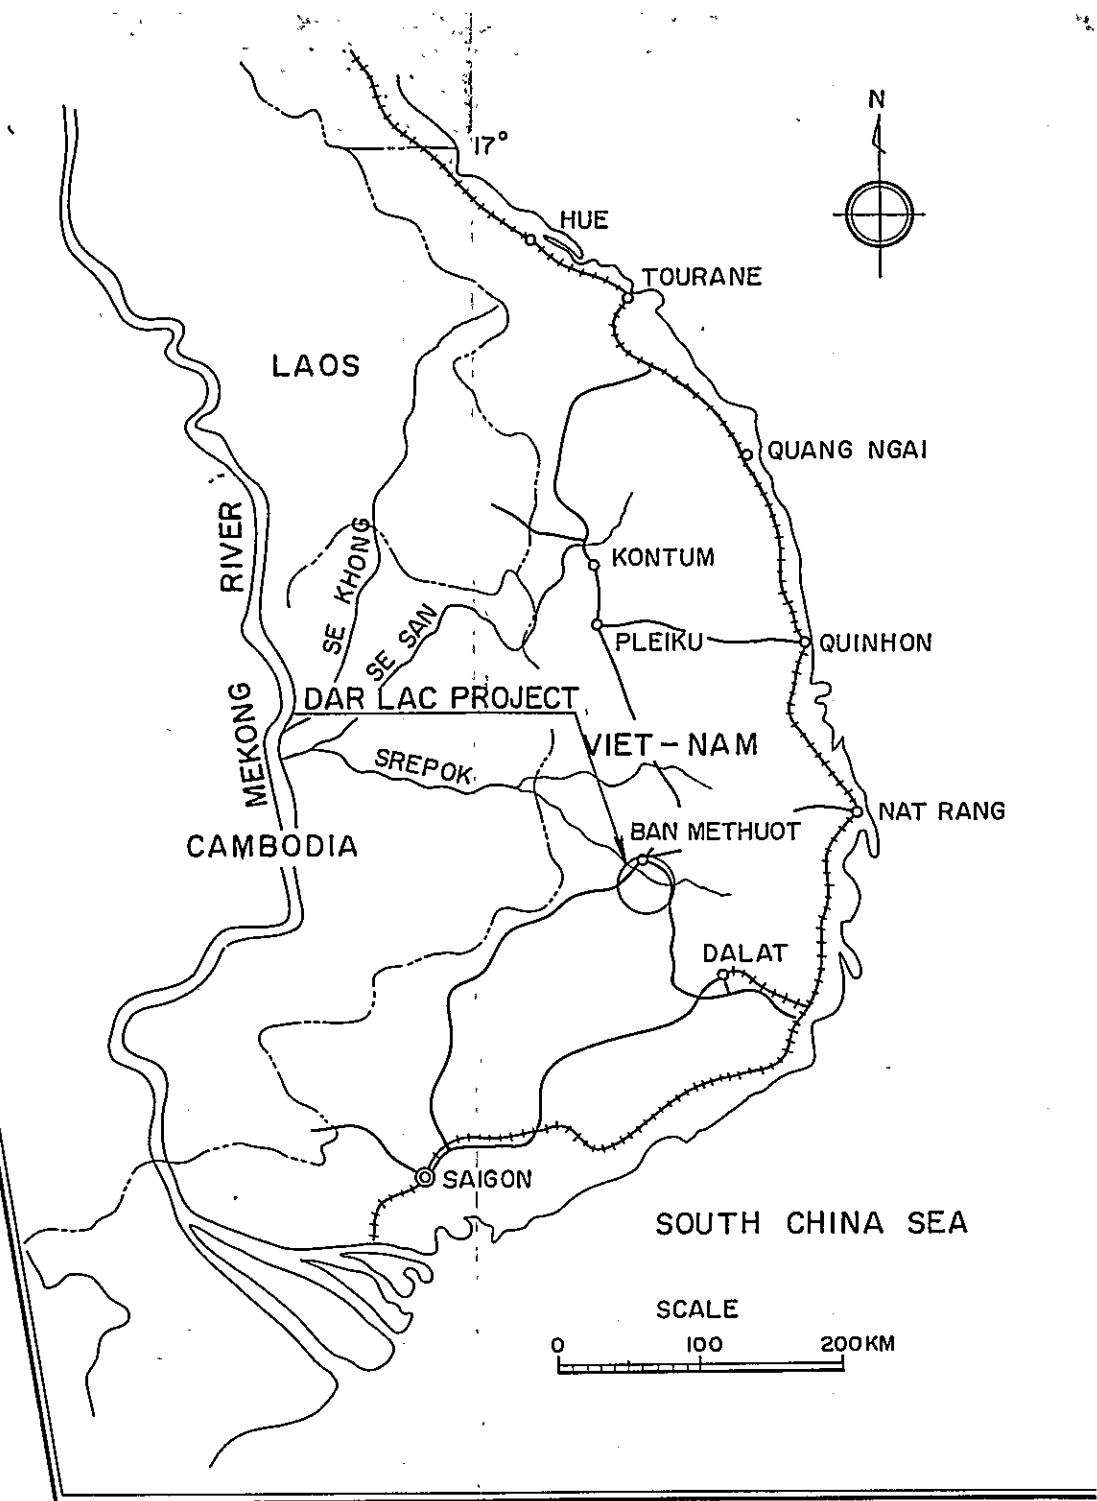 N
17°
HUE
TOURANE
LAOS
QUANG NGAI
RIVER
SE KHONG
KONTUM
SE SAN
PLEIKU
QUINHON
DAR LAC PROJECT
MEKONG
VIET-NAM
SREPOK
NAT RANG
BAN METHUOT
CAMBODIA
DALAT
SAIGON
SOUTH CHINA SEA
SCALE
0 100 200KM